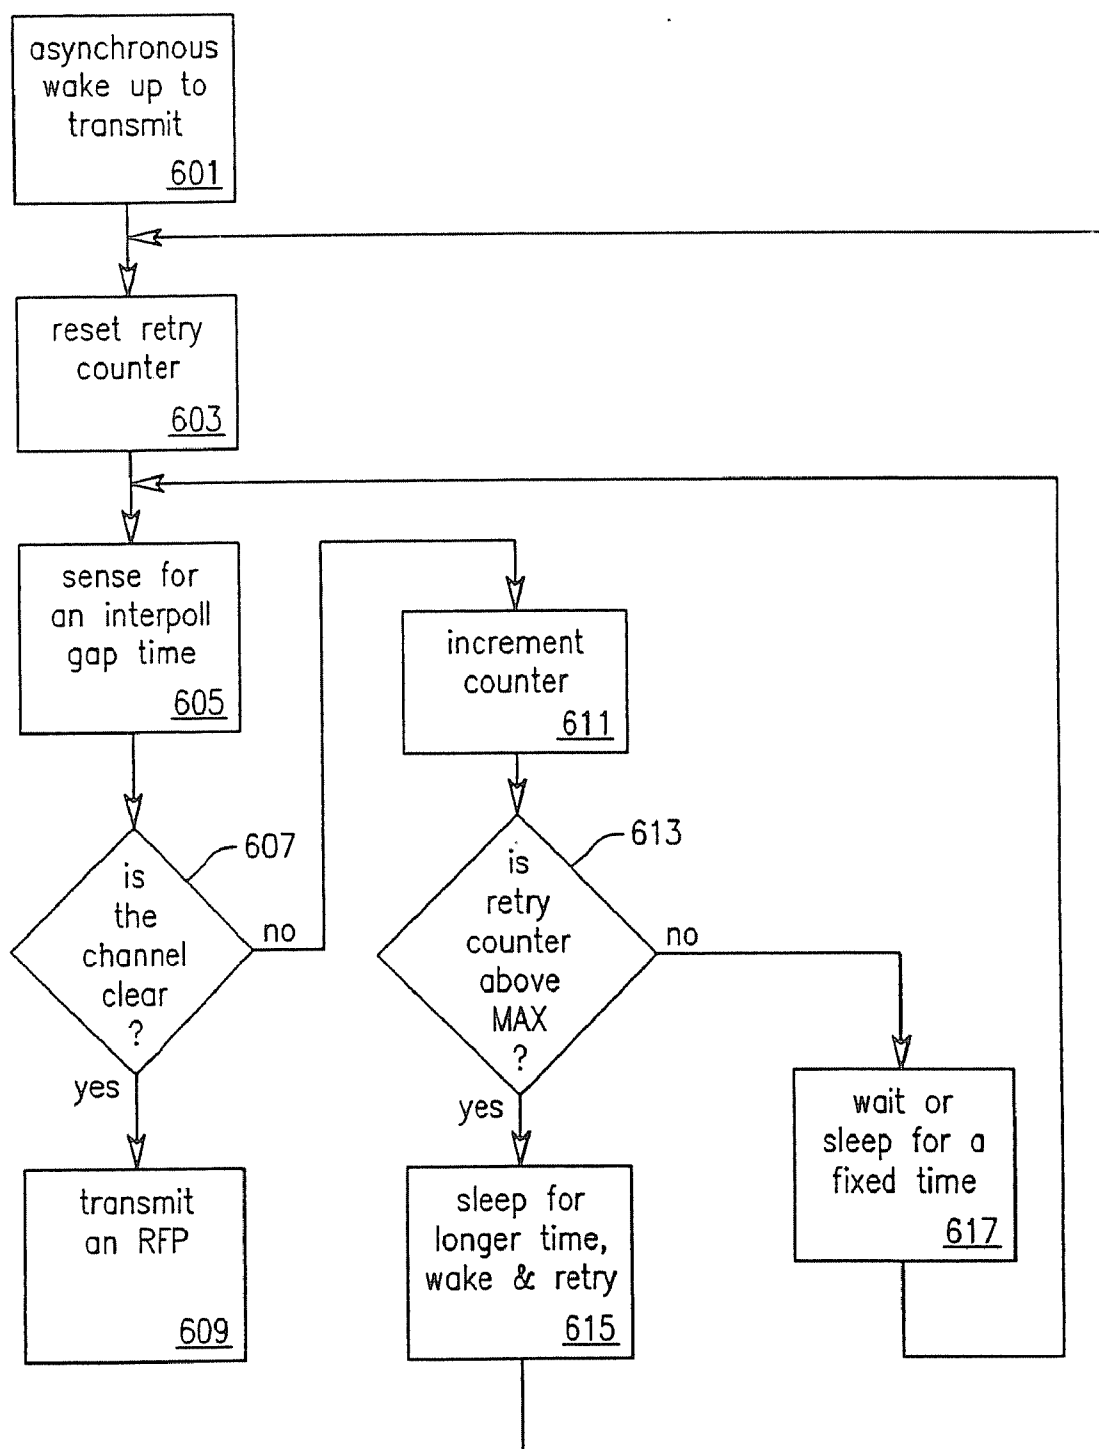 asynchronous
wake up to
transmit
601
reset retry
counter
603
sense for
an interpoll
gap time
605
607
is
the
channel
clear
?
no
yes
transmit
an RFP
609
increment
counter
611
613
is
retry
counter
above
MAX
?
no
yes
sleep for
longer time,
wake & retry
615
wait or
sleep for a
fixed time
617